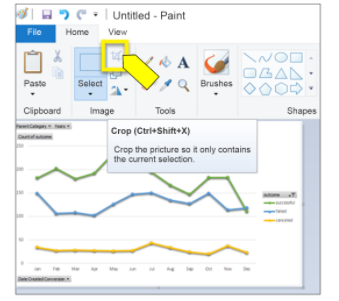 Untitled - Paint
File Home View
Paste
Select
Brushes
Clipboard Image Tools Shapes
Crop (Ctrl+Shift+X)
Crop the pricture so it only contains
the current selection.
Parent Category Years
Count of outcome
250
200
150
100
50
0
Jan Feb Mar Apr May Jun Jul Aug Sep Oct Nov Dec
outcome
successful
failed
canceled
Date Created Conversion